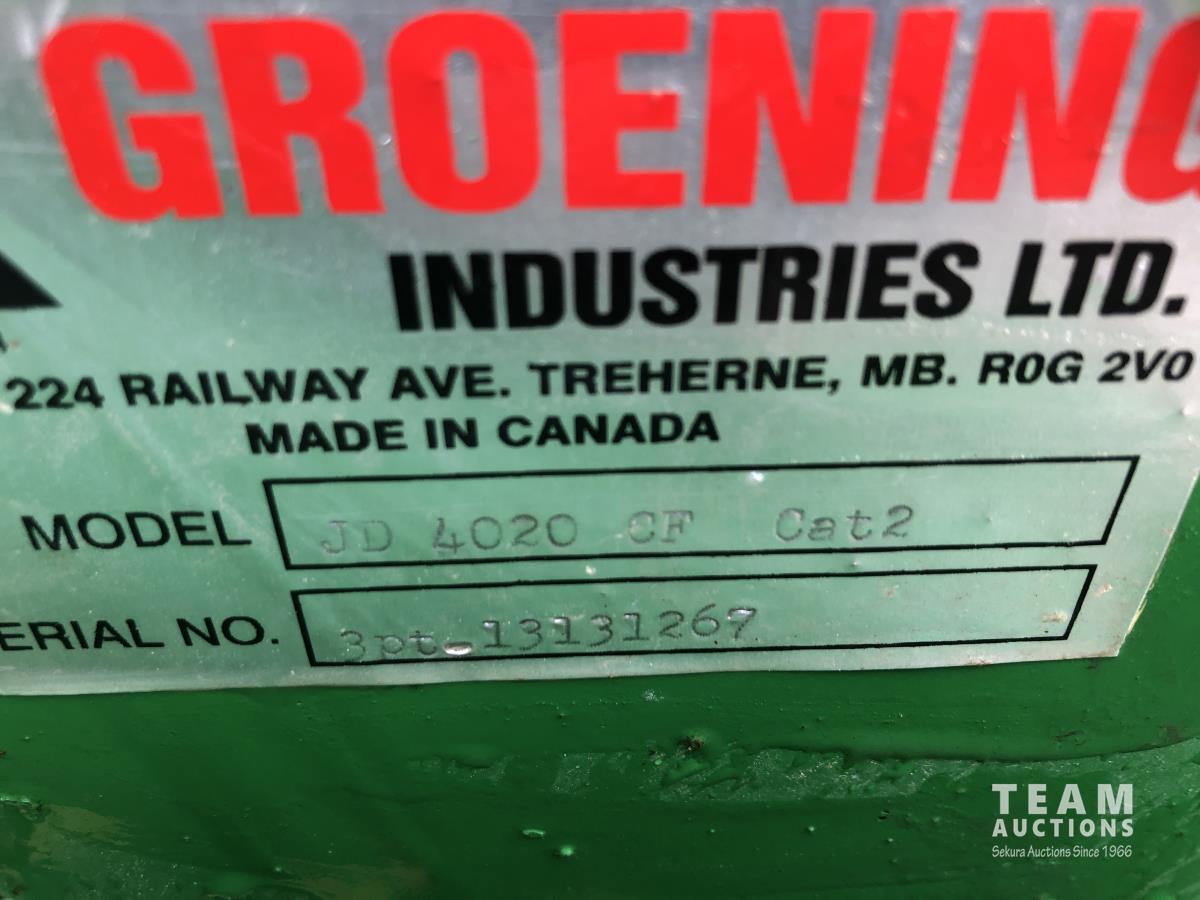 GROENING
INDUSTRIES LTD.
224 RAILWAY AVE. TREHERNE, MB. R0G 2V0
MADE IN CANADA
MODEL JD 4020 CF Cat2
ERIAL NO. 3pt-13131267
TEAM
AUCTIONS
Sekura Auctions Since 1966